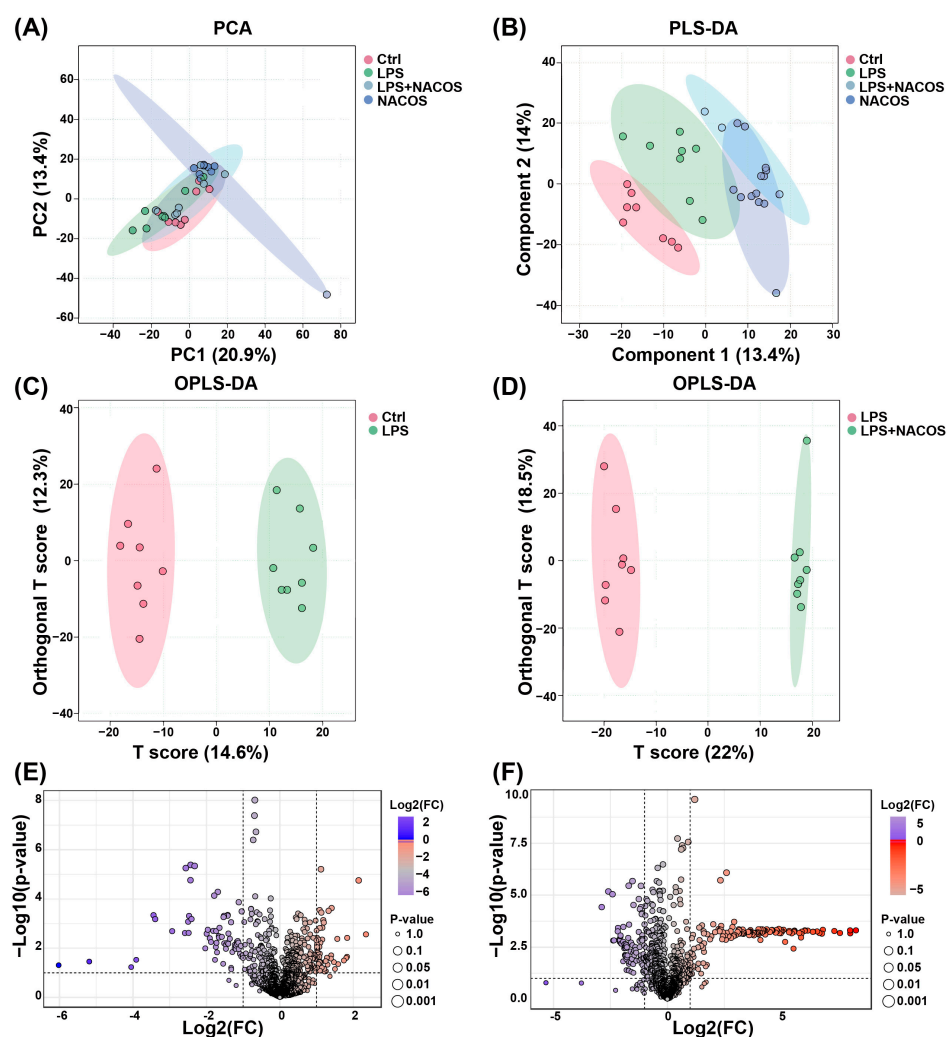 (A)
PCA
PC2 (13.4%)
60
40
20
0
-20
-40
-60
−40
−20
0
20
40
60
80
PC1 (20.9%)
Ctrl
LPS
LPS+NACOS
NACOS
(B)
PLS-DA
Component 2 (14%)
40
20
0
−20
−40
−30
−20
−10
0
10
20
30
Component 1 (13.4%)
Ctrl
LPS
LPS+NACOS
NACOS
(C)
OPLS-DA
Orthogonal T score (12.3%)
40
20
0
−20
−40
−20
−10
0
10
20
T score (14.6%)
Ctrl
LPS
(D)
OPLS-DA
Orthogonal T score (18.5%)
40
20
0
−20
−40
−20
−10
0
10
20
T score (22%)
LPS
LPS+NACOS
(E)
−Log10(p-value)
8
6
4
2
0
-6
-4
-2
0
2
Log2(FC)
Log2(FC)
2
0
−2
−4
−6
P-value
1.0
0.1
0.05
0.01
0.001
(F)
−Log10(p-value)
10.0
7.5
5.0
2.5
0.0
-5
0
5
Log2(FC)
Log2(FC)
5
0
−5
P-value
1.0
0.1
0.05
0.01
0.001